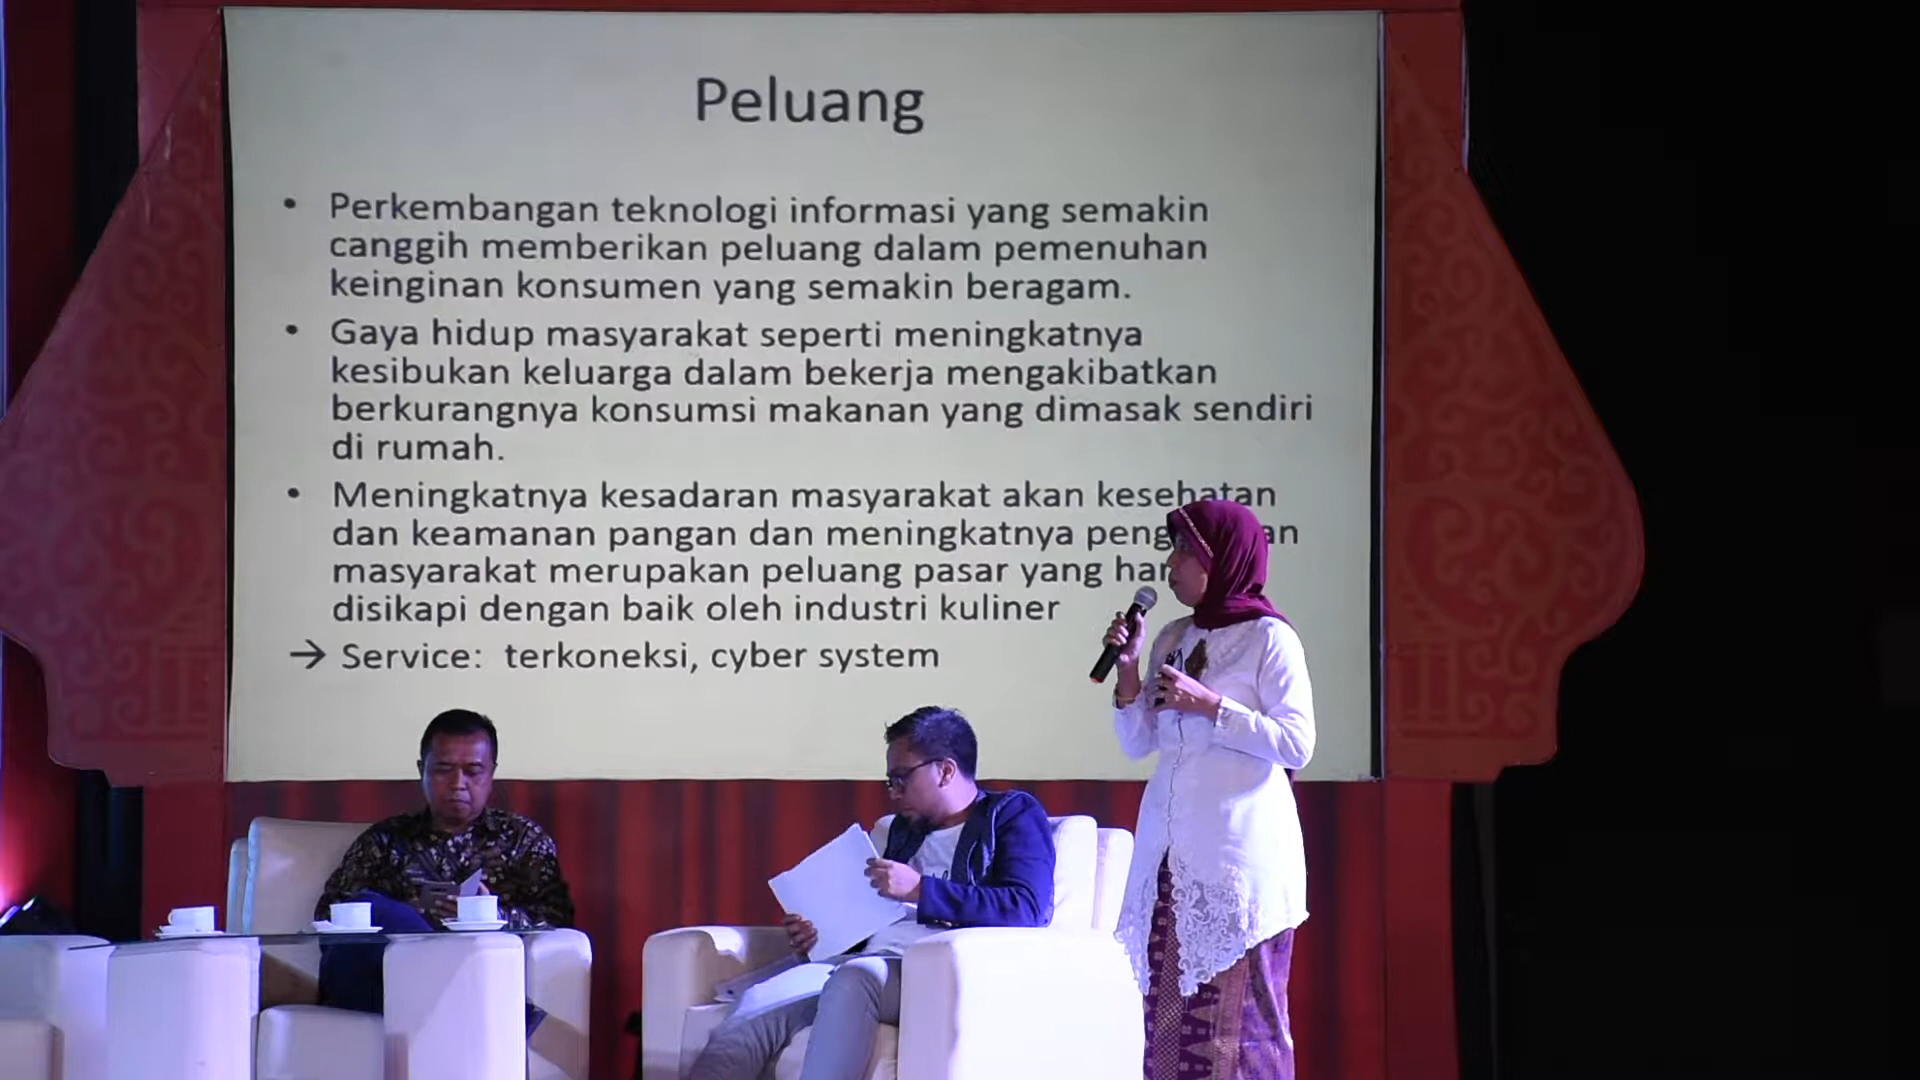 Peluang
• Perkembangan teknologi informasi yang semakin
canggih memberikan peluang dalam pemenuhan
keinginan konsumen yang semakin beragam.
• Gaya hidup masyarakat seperti meningkatnya
kesibukan keluarga dalam bekerja mengakibatkan
berkurangnya konsumsi makanan yang dimasak sendiri
di rumah.
• Meningkatnya kesadaran masyarakat akan kesehatan
dan keamanan pangan dan meningkatnya
masyarakat merupakan peluang pasar yang
disikapi dengan baik oleh industri kuliner
→ Service: terkoneksi, cyber system